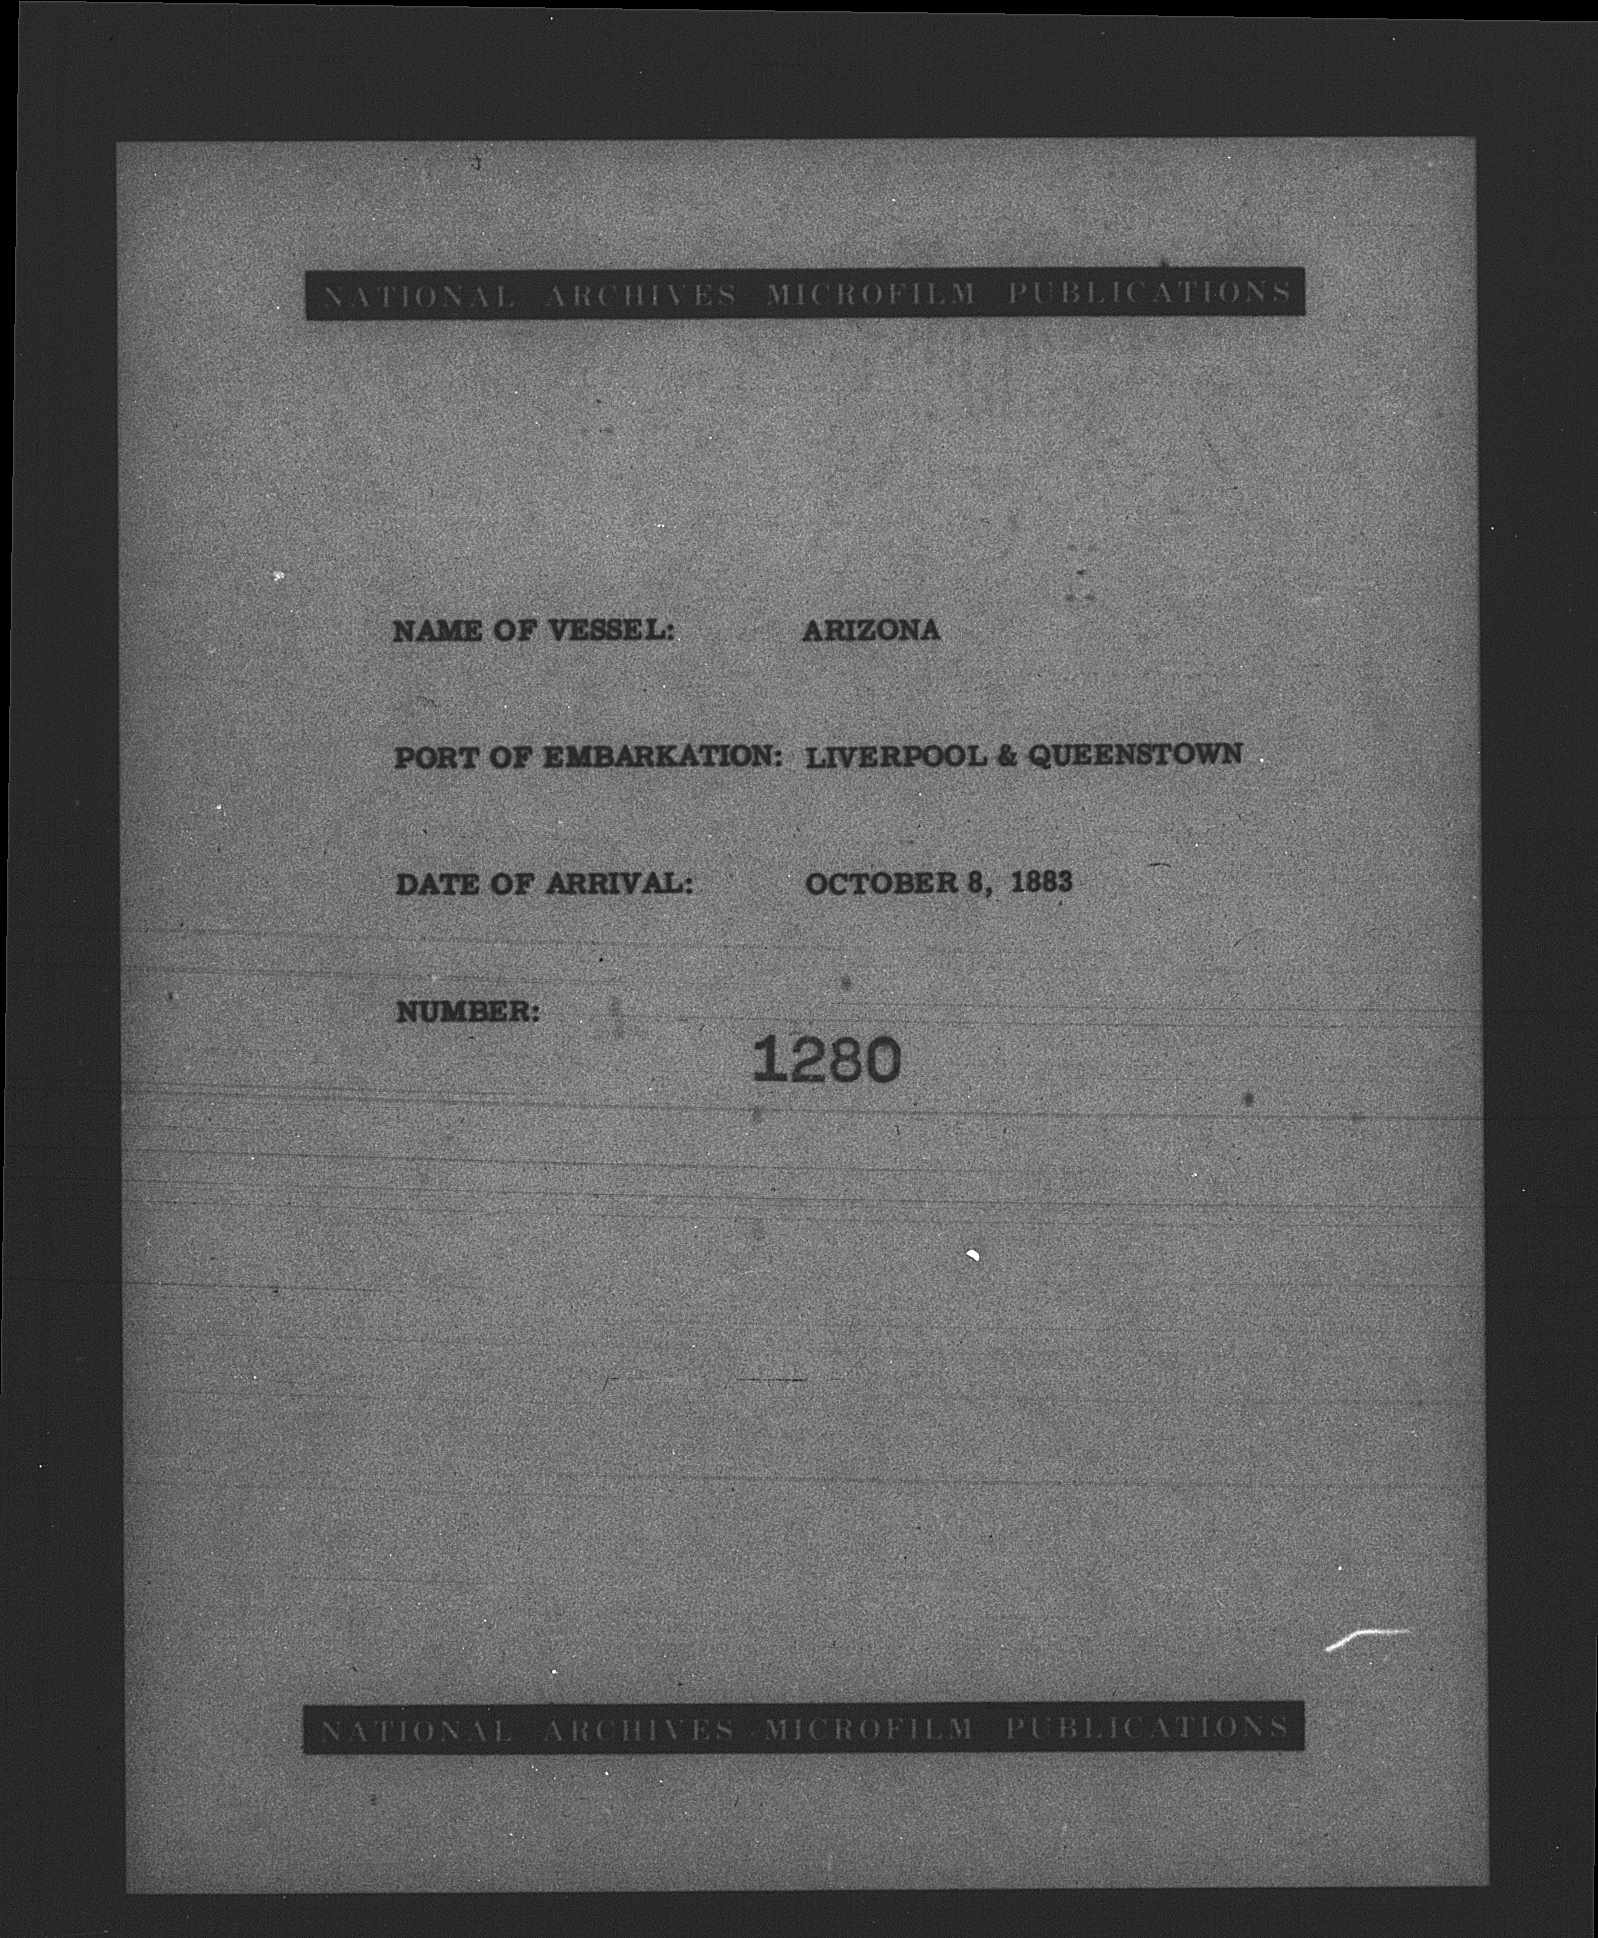 NATIONAL ARCHIVES MICROFILM PUBLICATIONS
NAME OF VESSEL: ARIZONA
PORT OF EMBARKATION: LIVERPOOL & QUEENSTOWN
DATE OF ARRIVAL: OCTOBER 8, 1883
NUMBER:
1280
NATIONAL ARCHIVES MICROFILM PUBLICATIONS